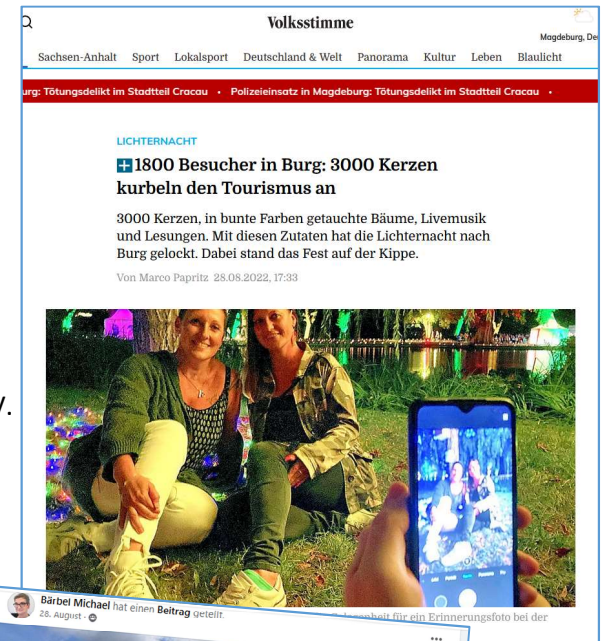 Volksstimme
Magdeburg, De
Sachsen-Anhalt Sport Lokalsport Deutschland & Welt Panorama Kultur Leben Blaulicht
urg: Tötungsdelikt im Stadtteil Cracau • Polizeieinsatz in Magdeburg: Tötungsdelikt im Stadtteil Cracau •
LICHTERNACHT
1800 Besucher in Burg: 3000 Kerzen
kurbeln den Tourismus an
3000 Kerzen, in bunte Farben getauchte Bäume, Livemusik
und Lesungen. Mit diesen Zutaten hat die Lichternacht nach
Burg gelockt. Dabei stand das Fest auf der Kippe.
Von Marco Papritz 28.08.2022, 17:33
v.
für ein Erinnerungsfoto bei der
Bärbel Michael hat einen Beitrag geteilt.
28. August